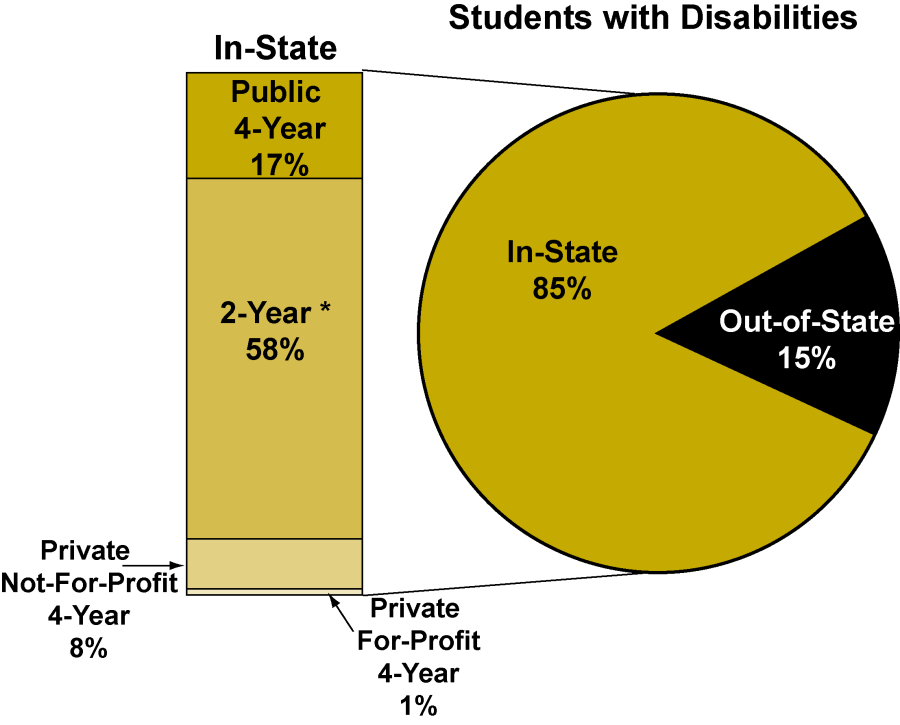 Students with Disabilities
In-State
Public
4-Year
17%
2-Year *
58%
Private
Not-For-Profit
4-Year
8%
Private
For-Profit
4-Year
1%
In-State
85%
Out-of-State
15%